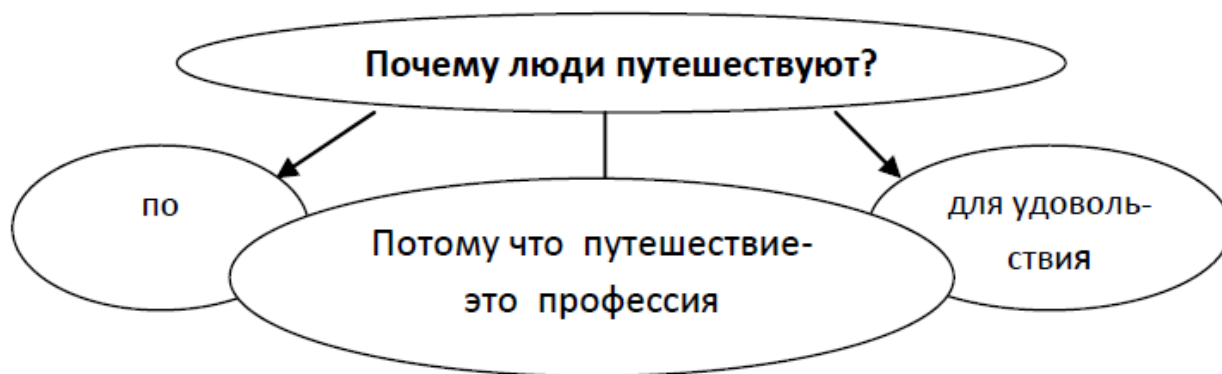 Почему люди путешествуют?
по
Потому что путешествие-
это профессия
для удоволь-
ствия